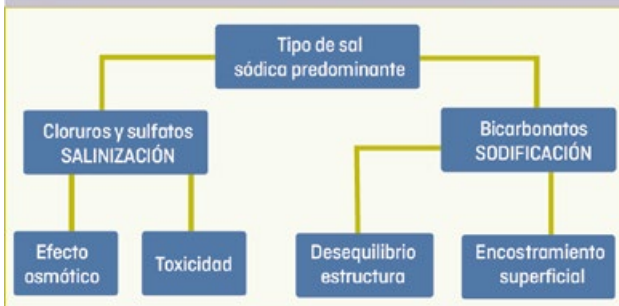 Tipo de sal
sódica predominante
Cloruros y sulfatos
SALINIZACIÓN
Bicarbonatos
SODIFICACIÓN
Efecto
osmótico
Toxicidad
Desequilibrio
estructura
Encostramiento
superficial